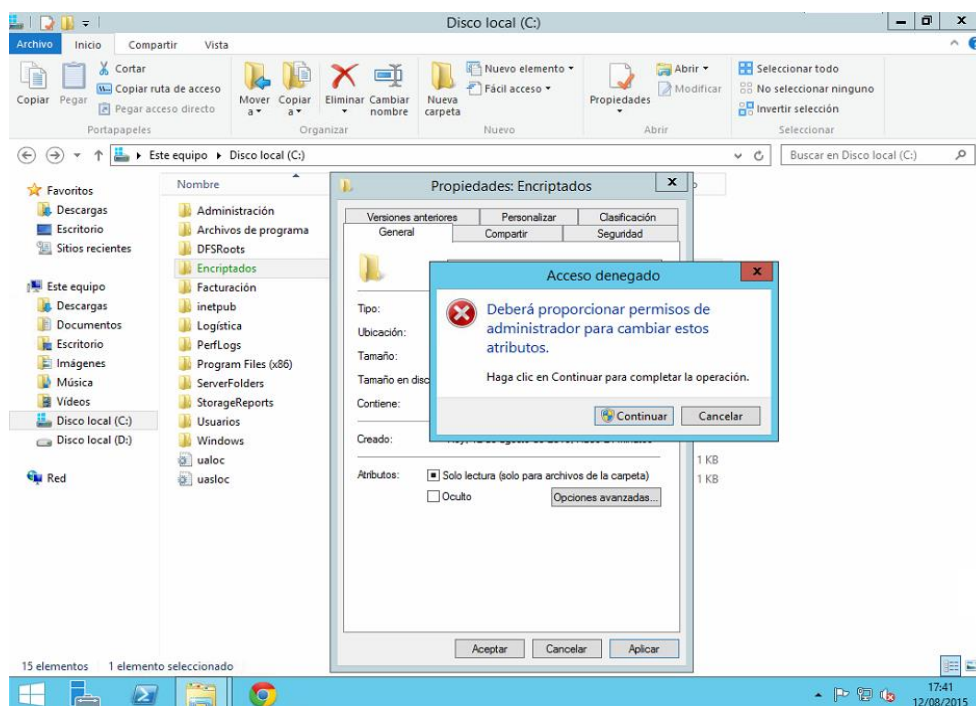 Disco local (C:)
Archivo Inicio Compartir Vista
Copiar
Pegar
Cortar
Copiar ruta de acceso
Pegar acceso directo
Mover a
Copiar a
Eliminar
Cambiar nombre
Nueva carpeta
Nuevo elemento
Fácil acceso
Propiedades
Abrir
Modificar
Seleccionar todo
No seleccionar ninguno
Invertir selección
Portapapeles
Organizar
Nuevo
Abrir
Seleccionar
Este equipo Disco local (C:)
Buscar en Disco local (C:)
Favoritos
Descargas
Escritorio
Sitios recientes
Este equipo
Descargas
Documentos
Escritorio
Imágenes
Música
Vídeos
Disco local (C:)
Disco local (D:)
Red
Nombre
Administración
Archivos de programa
DFSRoots
Encriptados
Facturación
inetpub
Logística
PerfLogs
Program Files (x86)
ServerFolders
StorageReports
Usuarios
Windows
ualoc
uasloc
1 KB
1 KB
Propiedades: Encriptados
Versiones anteriores Personalizar Clasificación
General Compartir Seguridad
Tipo:
Ubicación:
Tamaño:
Tamaño en disc
Contiene:
Creado:
Atributos:
Solo lectura (solo para archivos de la carpeta)
Oculto
Opciones avanzadas...
Aceptar Cancelar Aplicar
Acceso denegado
Deberá proporcionar permisos de
administrador para cambiar estos
atributos.
Haga clic en Continuar para completar la operación.
Continuar Cancelar
15 elementos 1 elemento seleccionado
17:41
12/08/2015